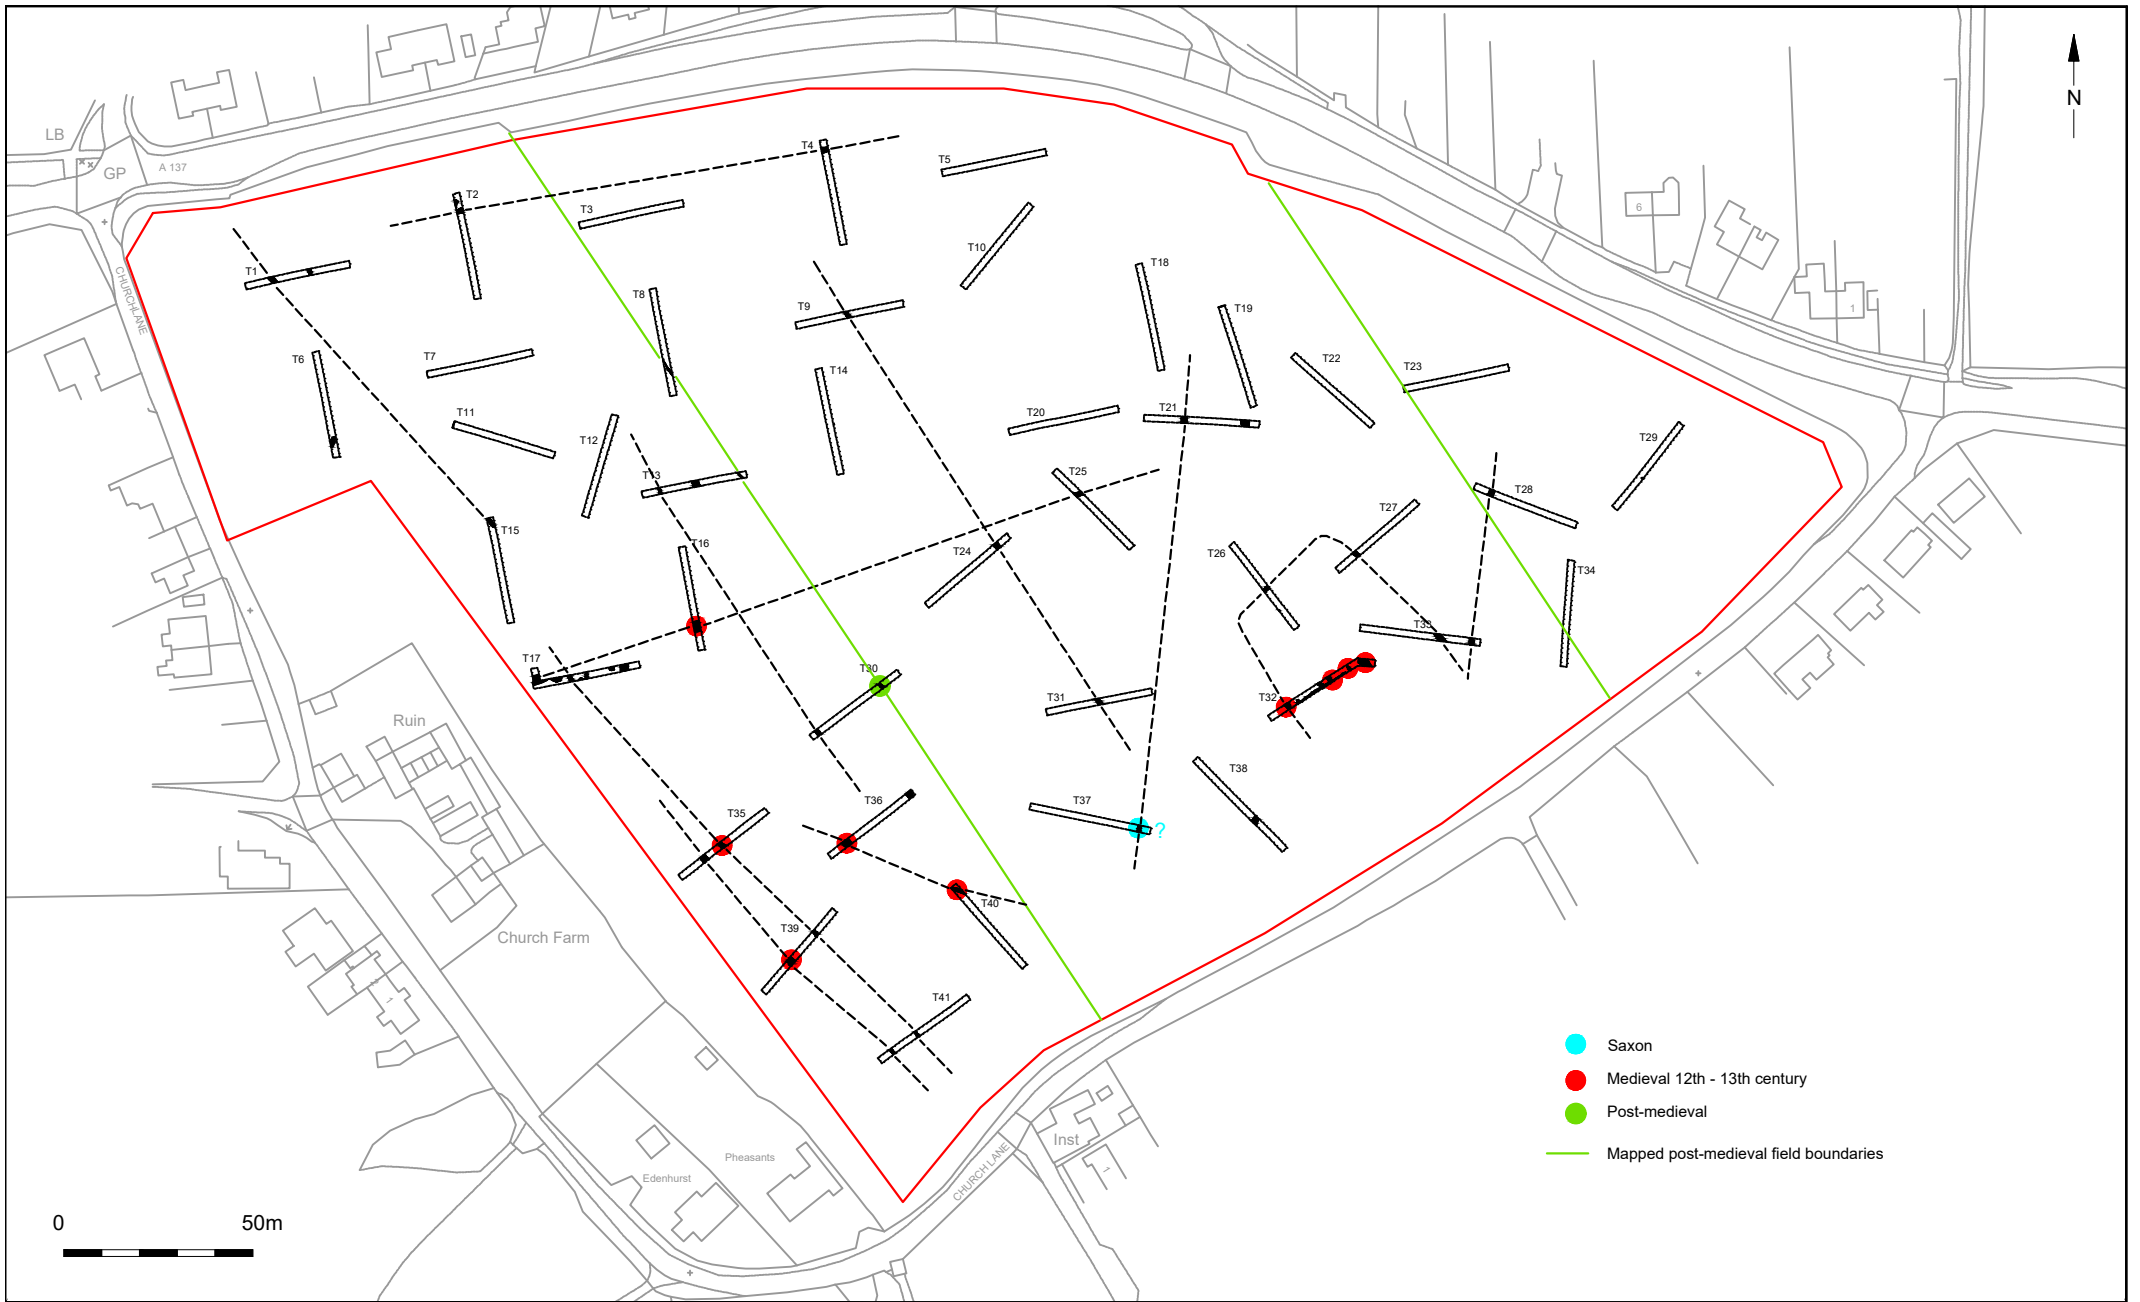 N
LB
GP
A 137
CHURCH LANE
6
1
T1
T2
T3
T4
T5
T6
T7
T8
T9
T10
T11
T12
T13
T14
T15
T16
T17
T18
T19
T20
T21
T22
T23
T24
T25
T26
T27
T28
T29
T30
T31
T32
T33
T34
T35
T36
T37
?
T38
T39
T40
T41
Ruin
Church Farm
1
Pheasants
Edenhurst
Inst
1
CHURCH LANE
Saxon
Medieval 12th - 13th century
Post-medieval
Mapped post-medieval field boundaries
0 50m